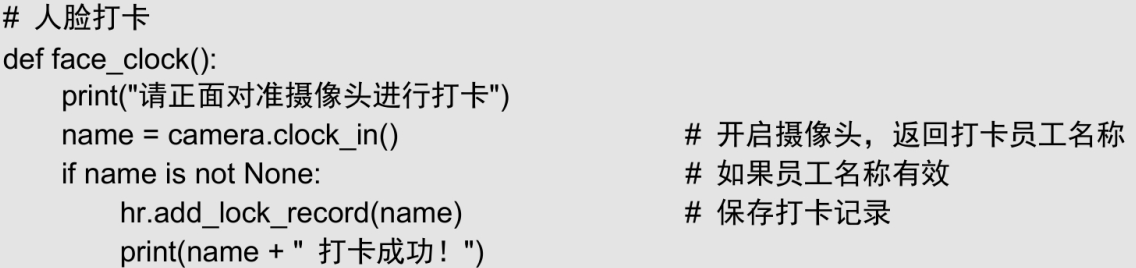 # 人脸打卡
def face_clock():
print("请正面对准摄像头进行打卡")
name = camera.clock_in() # 开启摄像头，返回打卡员工名称
if name is not None: # 如果员工名称有效
hr.add_lock_record(name) # 保存打卡记录
print(name + " 打卡成功！")